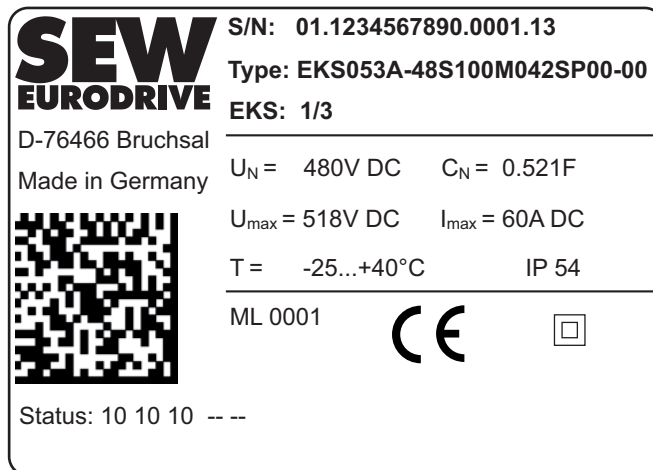 SEW
EURODRIVE
D-76466 Bruchsal
Made in Germany
S/N: 01.1234567890.0001.13
Type: EKS053A-48S100M042SP00-00
EKS: 1/3
UN = 480V DC CN = 0.521F
Umax = 518V DC Imax = 60A DC
T = -25...+40°C IP 54
ML 0001 CE
Status: 10 10 10 -- --